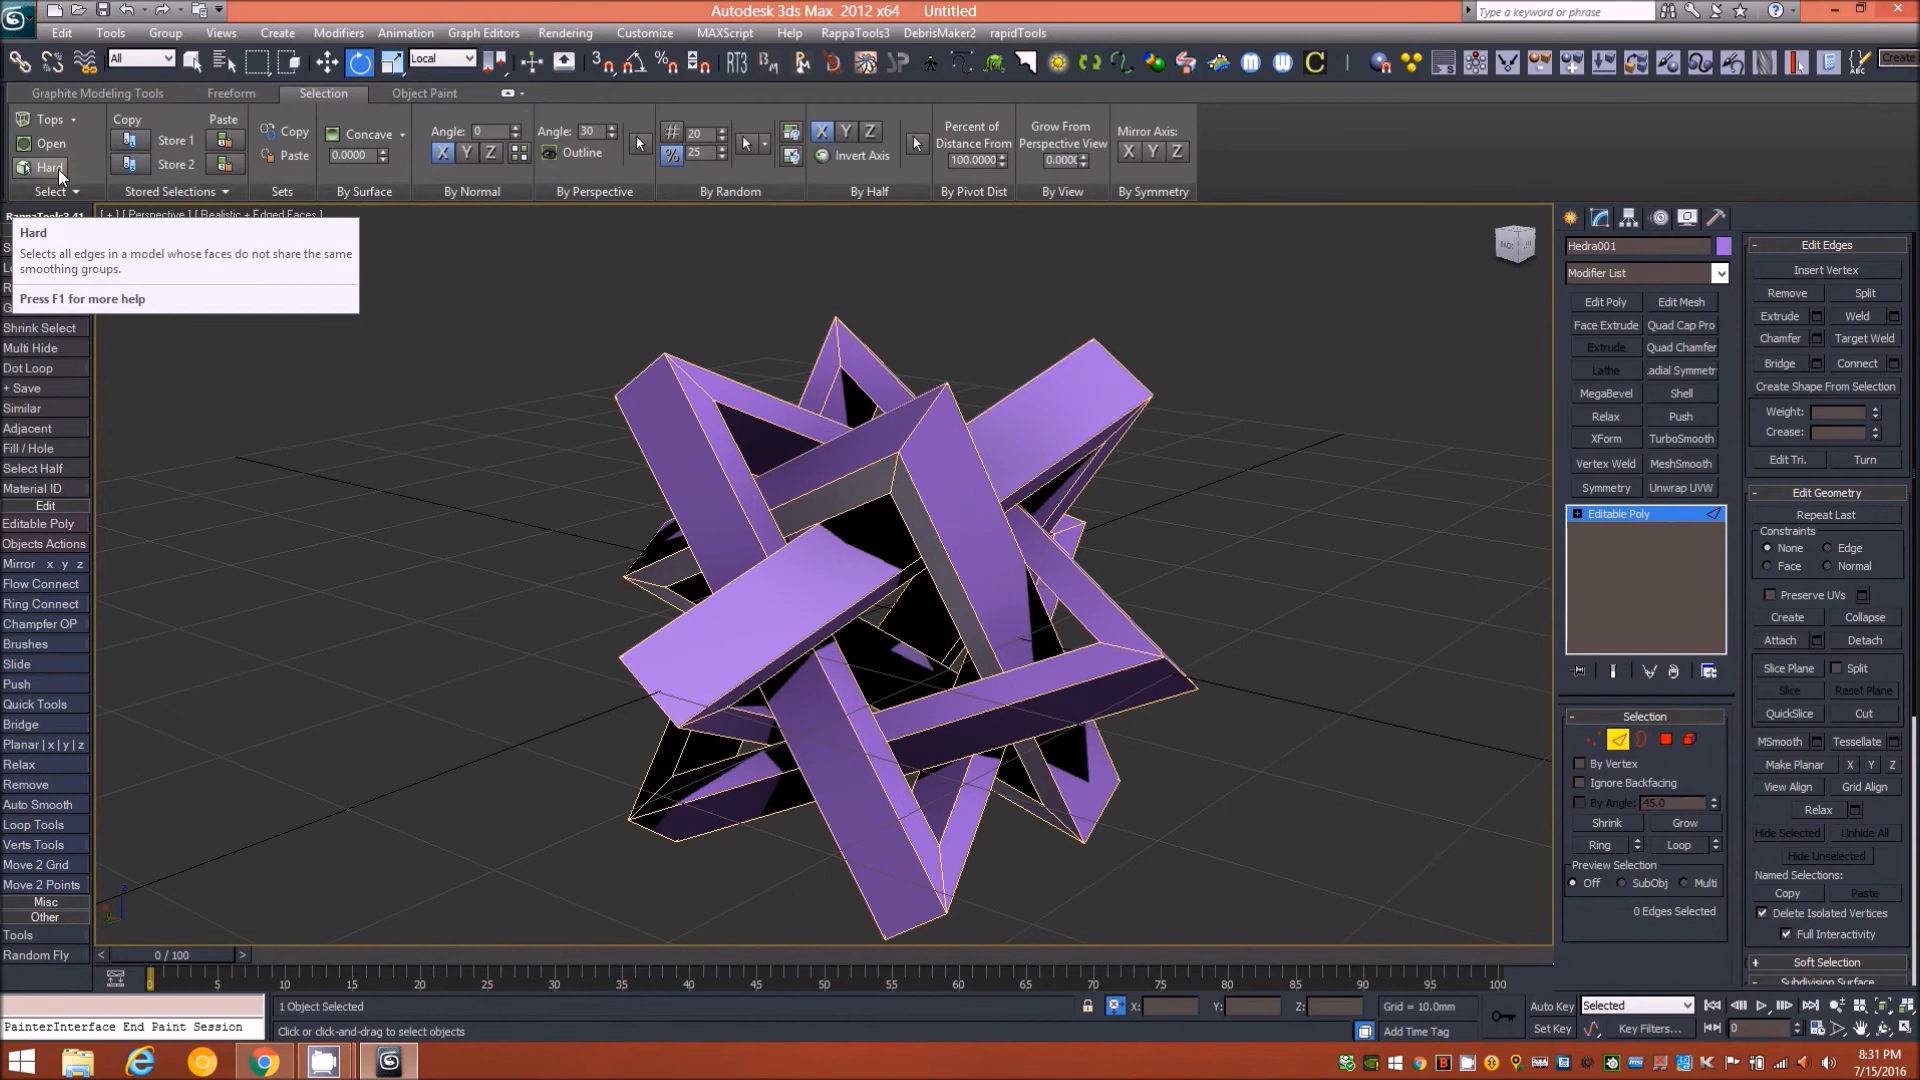 Autodesk 3ds Max 2012 x64 Untitled
Type a keyword or phrase
Edit Tools Group Views Create Modifiers Animation Graph Editors Rendering Customize MAXScript Help RappaTools3 DebrisMaker2 rapidTools
All
Local
Create
Graphite Modeling Tools Freeform Selection Object Paint
Tops
Open
Hard
Select
Copy Paste
Store 1
Store 2
Stored Selections
Copy
Paste
Sets
Concave
0.0000
By Surface
Angle: 0
X Y Z
By Normal
Angle: 30
Outline
By Perspective
20
25
By Random
X Y Z
Invert Axis
By Half
Percent of
Distance From
100.0000
By Pivot Dist
Grow From
Perspective View
0.0000
By View
Mirror Axis:
X Y Z
By Symmetry
RappaTools3.41
[ + ] [ Perspective ] [ Realistic + Edged Faces ]
Hard
Selects all edges in a model whose faces do not share the same
smoothing groups.
Press F1 for more help
Shrink Select
Multi Hide
Dot Loop
+ Save
Similar
Adjacent
Fill / Hole
Select Half
Material ID
Edit
Editable Poly
Objects Actions
Mirror x y z
Flow Connect
Ring Connect
Champfer OP
Brushes
Slide
Push
Quick Tools
Bridge
Planar | x | y | z
Relax
Remove
Auto Smooth
Loop Tools
Verts Tools
Move 2 Grid
Move 2 Points
Misc
Other
Tools
Random Fly
BACK
Hedra001
Modifier List
Edit Poly Edit Mesh
Face Extrude Quad Cap Pro
Extrude Quad Chamfer
Lathe adial Symmetr
MegaBevel Shell
Relax Push
XForm TurboSmooth
Vertex Weld MeshSmooth
Symmetry Unwrap UVW
Editable Poly
Selection
By Vertex
Ignore Backfacing
By Angle: 45.0
Shrink Grow
Ring Loop
Preview Selection
Off SubObj Multi
0 Edges Selected
Edit Edges
Insert Vertex
Remove Split
Extrude Weld
Chamfer Target Weld
Bridge Connect
Create Shape From Selection
Weight:
Crease:
Edit Tri. Turn
Edit Geometry
Repeat Last
Constraints
None Edge
Face Normal
Preserve UVs
Create Collapse
Attach Detach
Slice Plane Split
Slice Reset Plane
QuickSlice Cut
MSmooth Tessellate
Make Planar X Y Z
View Align Grid Align
Relax
Hide Selected Unhide All
Hide Unselected
Named Selections:
Copy Paste
Delete Isolated Vertices
Full Interactivity
Soft Selection
Subdivision Surface
< 0 / 100 >
0 5 10 15 20 25 30 35 40 45 50 55 60 65 70 75 80 85 90 95 100
1 Object Selected
X: Y: Z: Grid = 10.0mm
Auto Key Selected
PainterInterface End Paint Session
Click or click-and-drag to select objects
Add Time Tag
Set Key Key Filters... 0
8:31 PM
7/15/2016